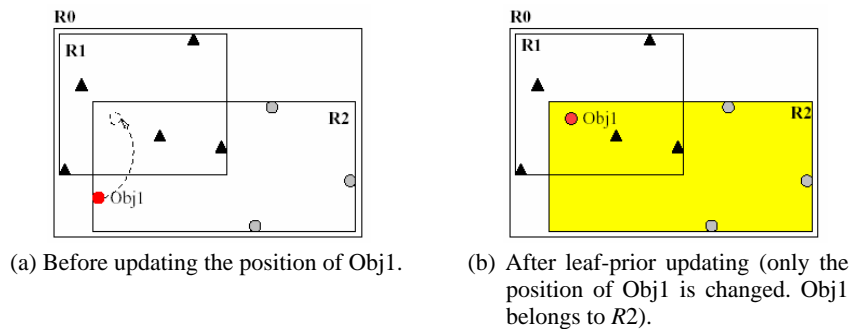 R0
R1
R2
Obj1
(a) Before updating the position of Obj1.
R0
R1
R2
Obj1
(b) After leaf-prior updating (only the
position of Obj1 is changed. Obj1
belongs to R2).